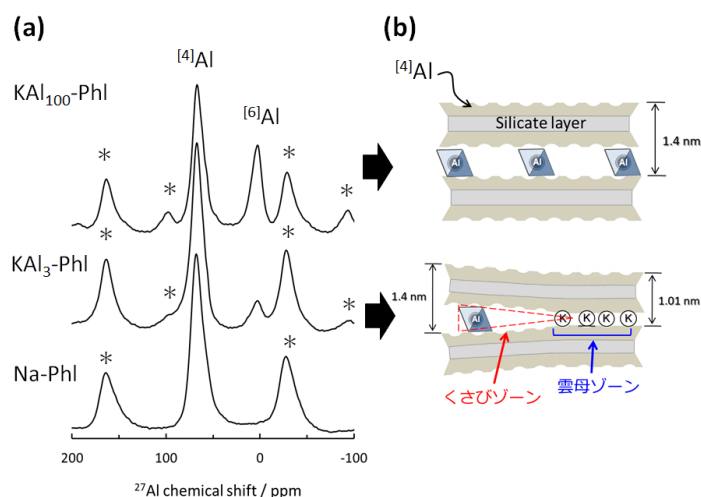 (a)
[4]Al
KAl100-Phl
[6]Al
*
*
*
*
KAl3-Phl
*
*
*
*
Na-Phl
*
*
200
100
0
-100
27Al chemical shift / ppm
(b)
[4]Al
Silicate layer
1.4 nm
Al
Al
Al
1.4 nm
1.01 nm
Al
K
K
K
K
くさびゾーン
雲母ゾーン